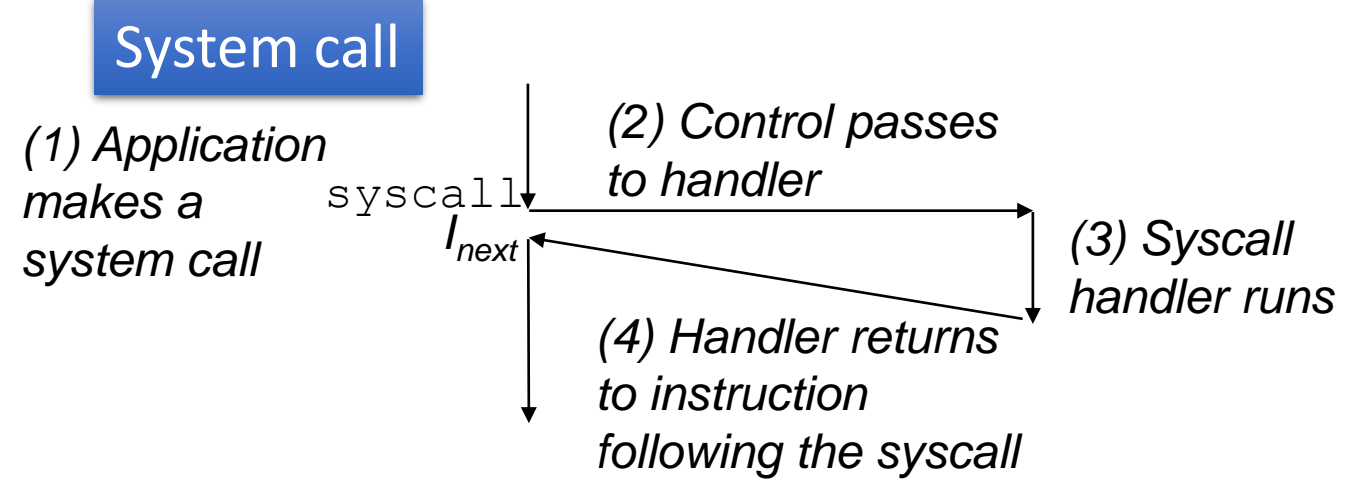 System call
(1) Application
makes a
system call
syscall
Inext
(2) Control passes
to handler
(3) Syscall
handler runs
(4) Handler returns
to instruction
following the syscall